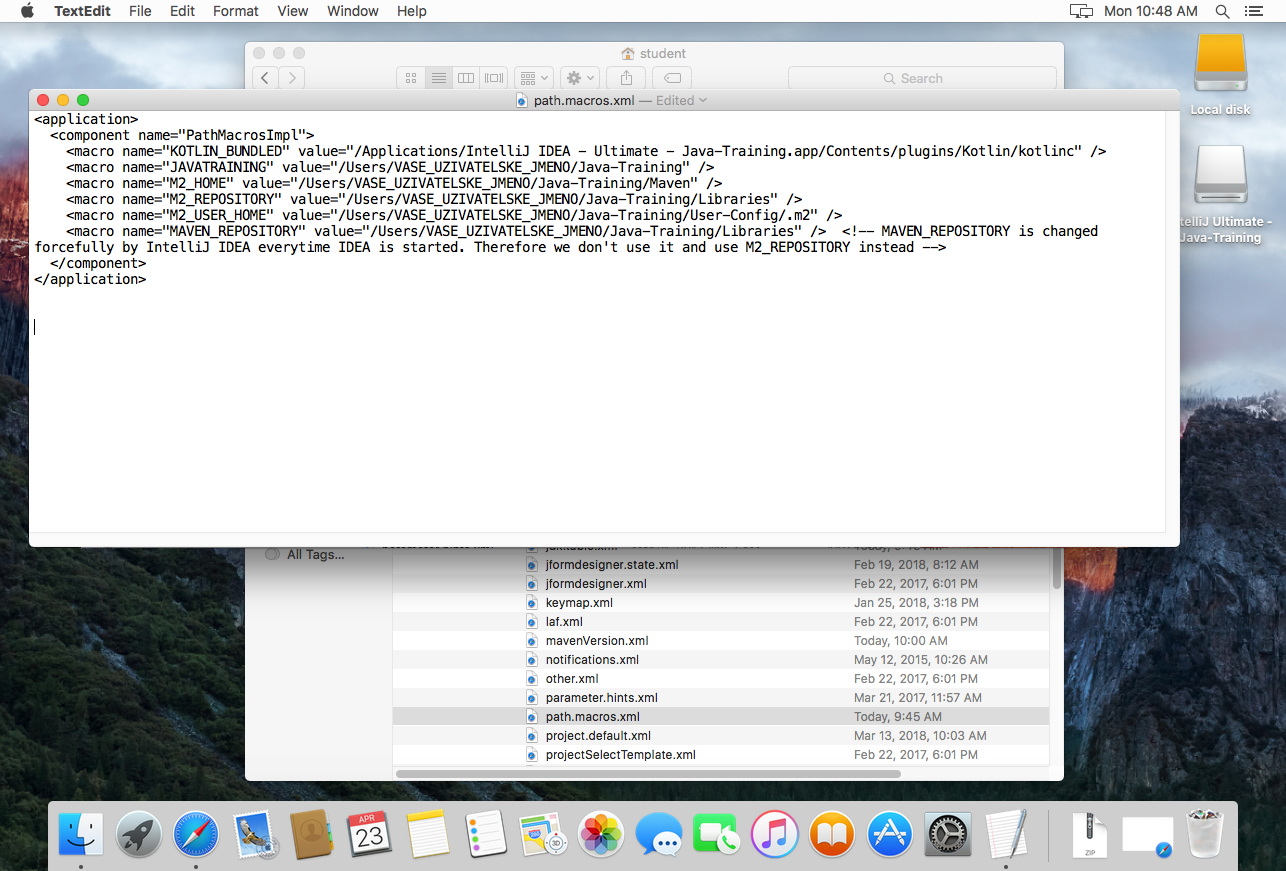 TextEdit File Edit Format View Window Help Mon 10:48 AM
student
Search
Local disk
path.macros.xml — Edited
<application>
<component name="PathMacrosImpl">
<macro name="KOTLIN_BUNDLED" value="/Applications/IntelliJ IDEA - Ultimate - Java-Training.app/Contents/plugins/Kotlin/kotlinc" />
<macro name="JAVATRAINING" value="/Users/VASE_UZIVATELSKE_JMENO/Java-Training" />
<macro name="M2_HOME" value="/Users/VASE_UZIVATELSKE_JMENO/Java-Training/Maven" />
<macro name="M2_REPOSITORY" value="/Users/VASE_UZIVATELSKE_JMENO/Java-Training/Libraries" />
<macro name="M2_USER_HOME" value="/Users/VASE_UZIVATELSKE_JMENO/Java-Training/User-Config/.m2" />
<macro name="MAVEN_REPOSITORY" value="/Users/VASE_UZIVATELSKE_JMENO/Java-Training/Libraries" /> <!-- MAVEN_REPOSITORY is changed
forcefully by IntelliJ IDEA everytime IDEA is started. Therefore we don't use it and use M2_REPOSITORY instead -->
</component>
</application>
Ultimate -
Java-Training
All Tags...
jformdesigner.state.xml Feb 19, 2018, 8:12 AM
jformdesigner.xml Feb 22, 2017, 6:01 PM
keymap.xml Jan 25, 2018, 3:18 PM
laf.xml Feb 22, 2017, 6:01 PM
mavenVersion.xml Today, 10:00 AM
notifications.xml May 12, 2015, 10:26 AM
other.xml Feb 22, 2017, 6:01 PM
parameter.hints.xml Mar 21, 2017, 11:57 AM
path.macros.xml Today, 9:45 AM
project.default.xml Mar 13, 2018, 10:03 AM
projectSelectTemplate.xml Feb 22, 2017, 6:01 PM
APR
23
3D
ZIP